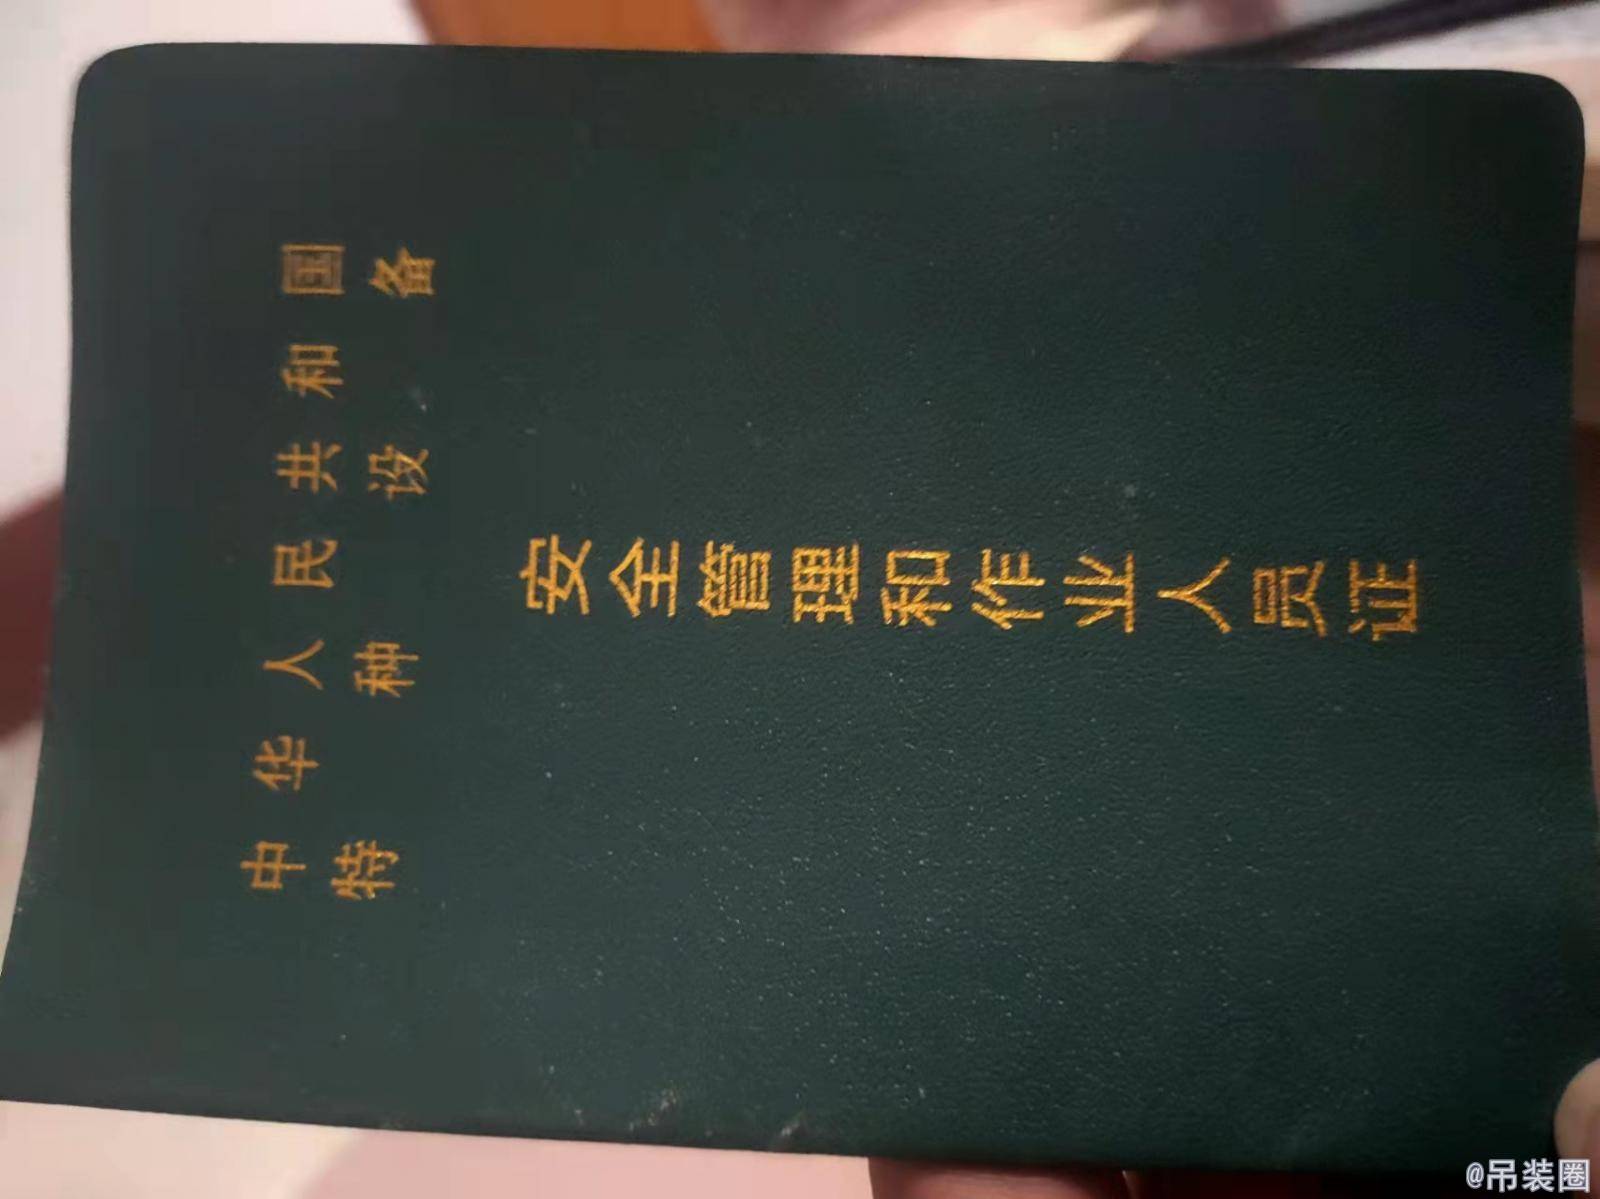 中华人民共和国
特种设备
安全管理和作业人员证
@吊装圈